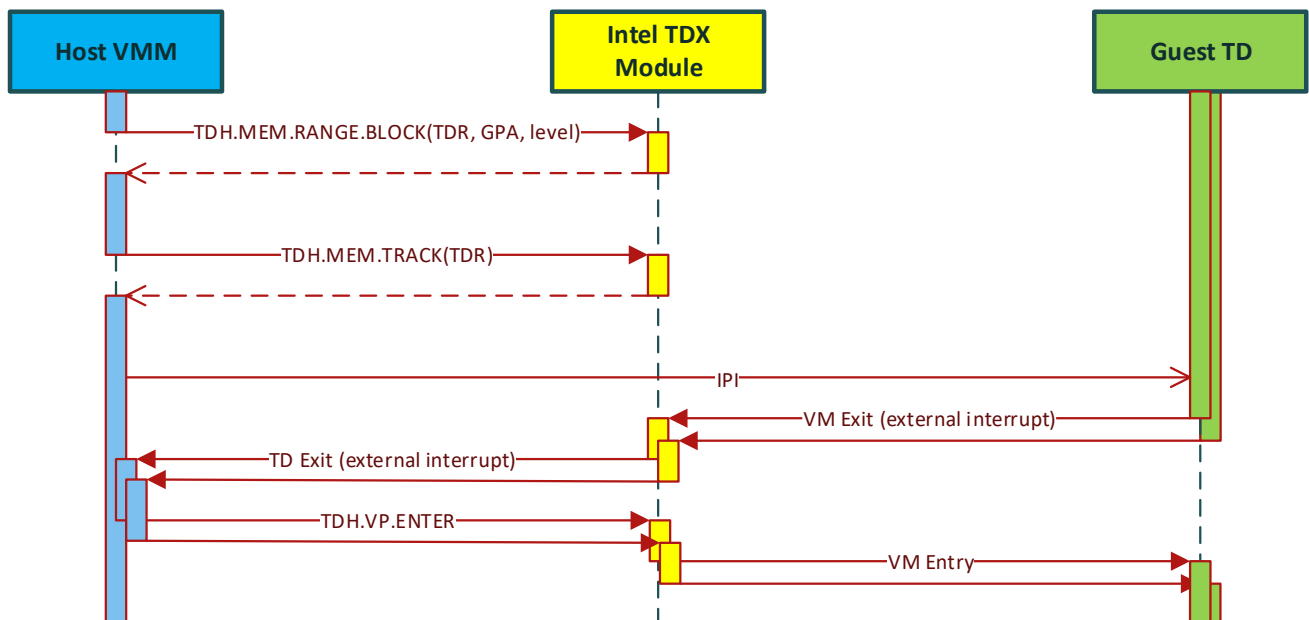 Host VMM
Intel TDX
Module
Guest TD
TDH.MEM.RANGE.BLOCK(TDR, GPA, level)
TDH.MEM.TRACK(TDR)
IPI
VM Exit (external interrupt)
TD Exit (external interrupt)
TDH.VP.ENTER
VM Entry